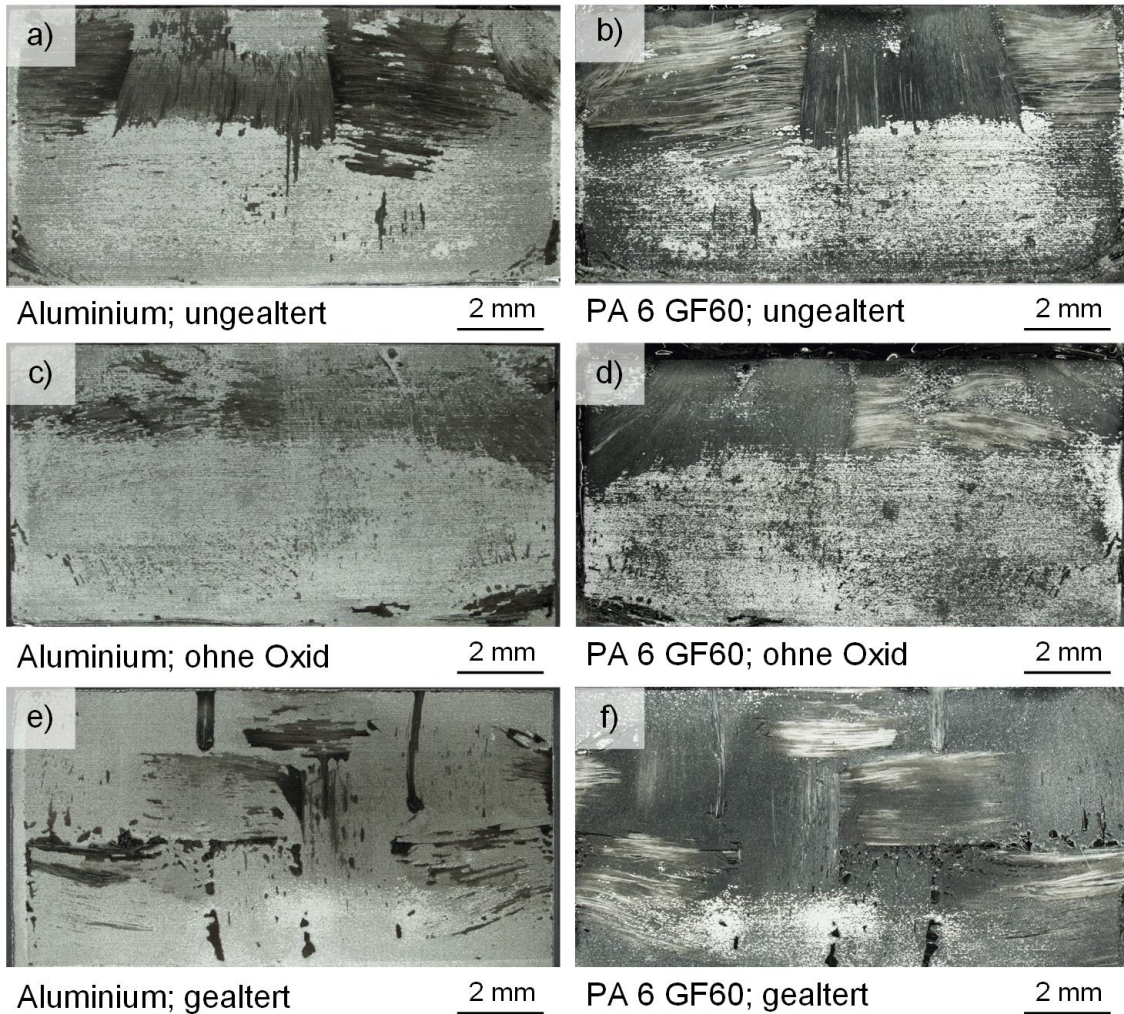 a)
b)
Aluminium; ungealtert 2 mm
PA 6 GF60; ungealtert 2 mm
c)
d)
Aluminium; ohne Oxid 2 mm
PA 6 GF60; ohne Oxid 2 mm
e)
f)
Aluminium; gealtert 2 mm
PA 6 GF60; gealtert 2 mm